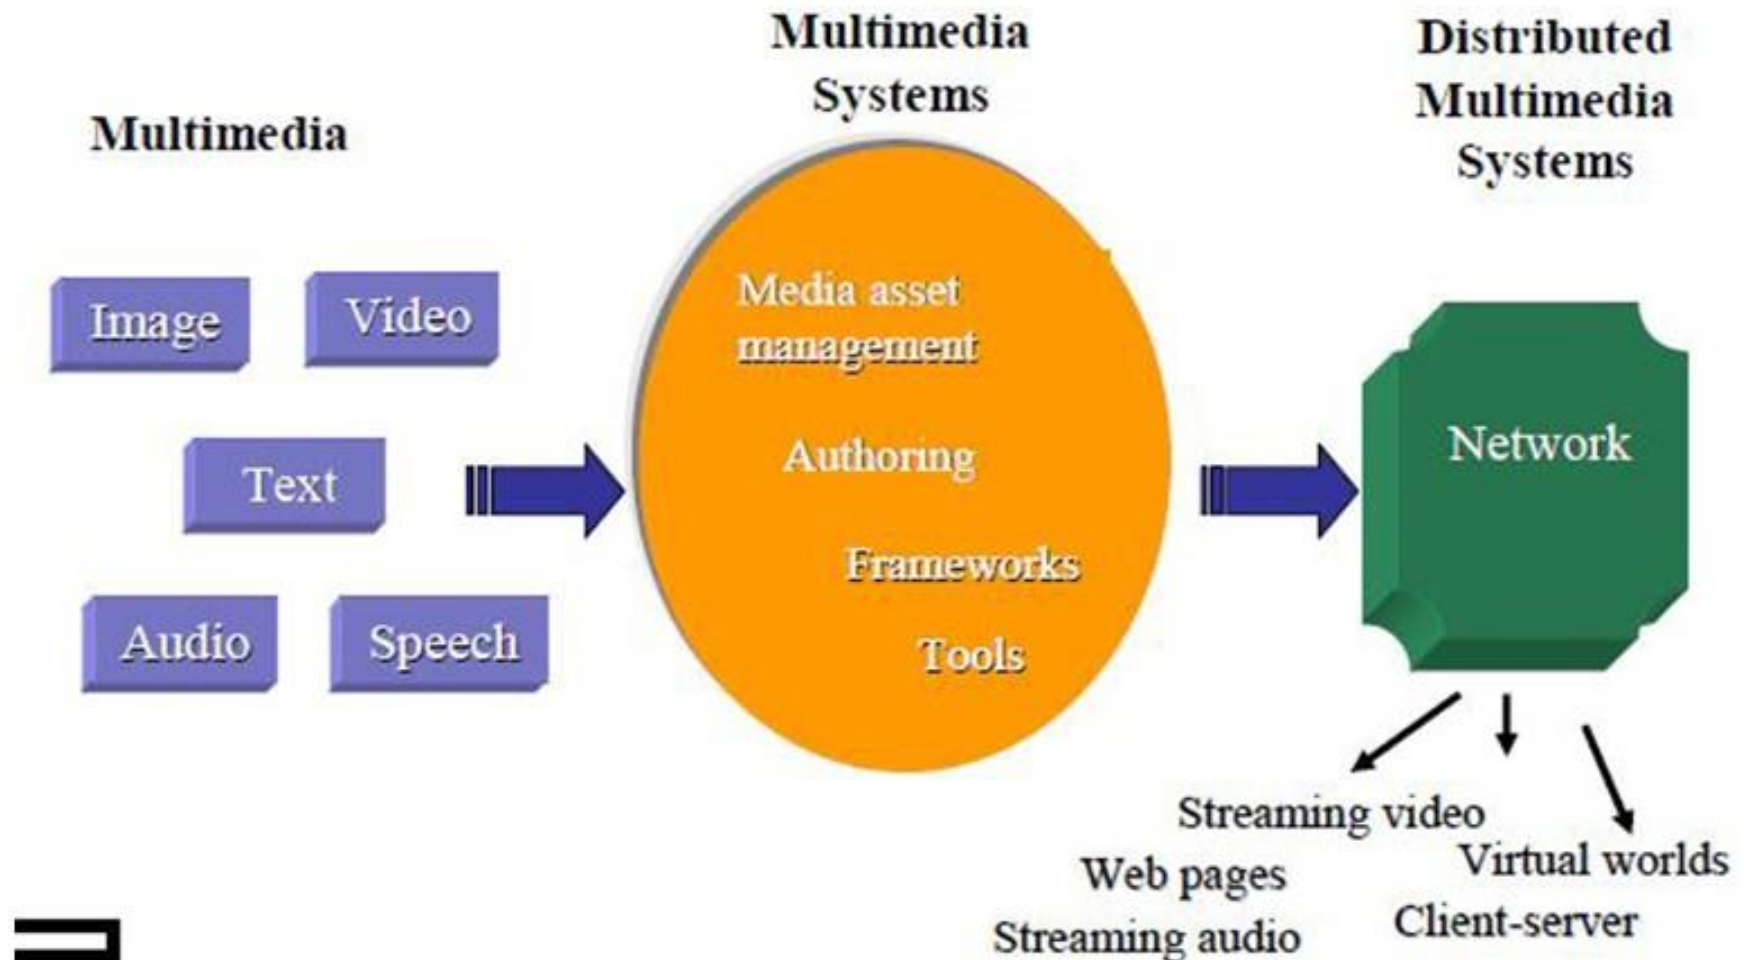 Multimedia
Image
Video
Text
Audio
Speech
Multimedia
Systems
Media asset
management
Authoring
Frameworks
Tools
Distributed
Multimedia
Systems
Network
Streaming video
Virtual worlds
Web pages
Client-server
Streaming audio